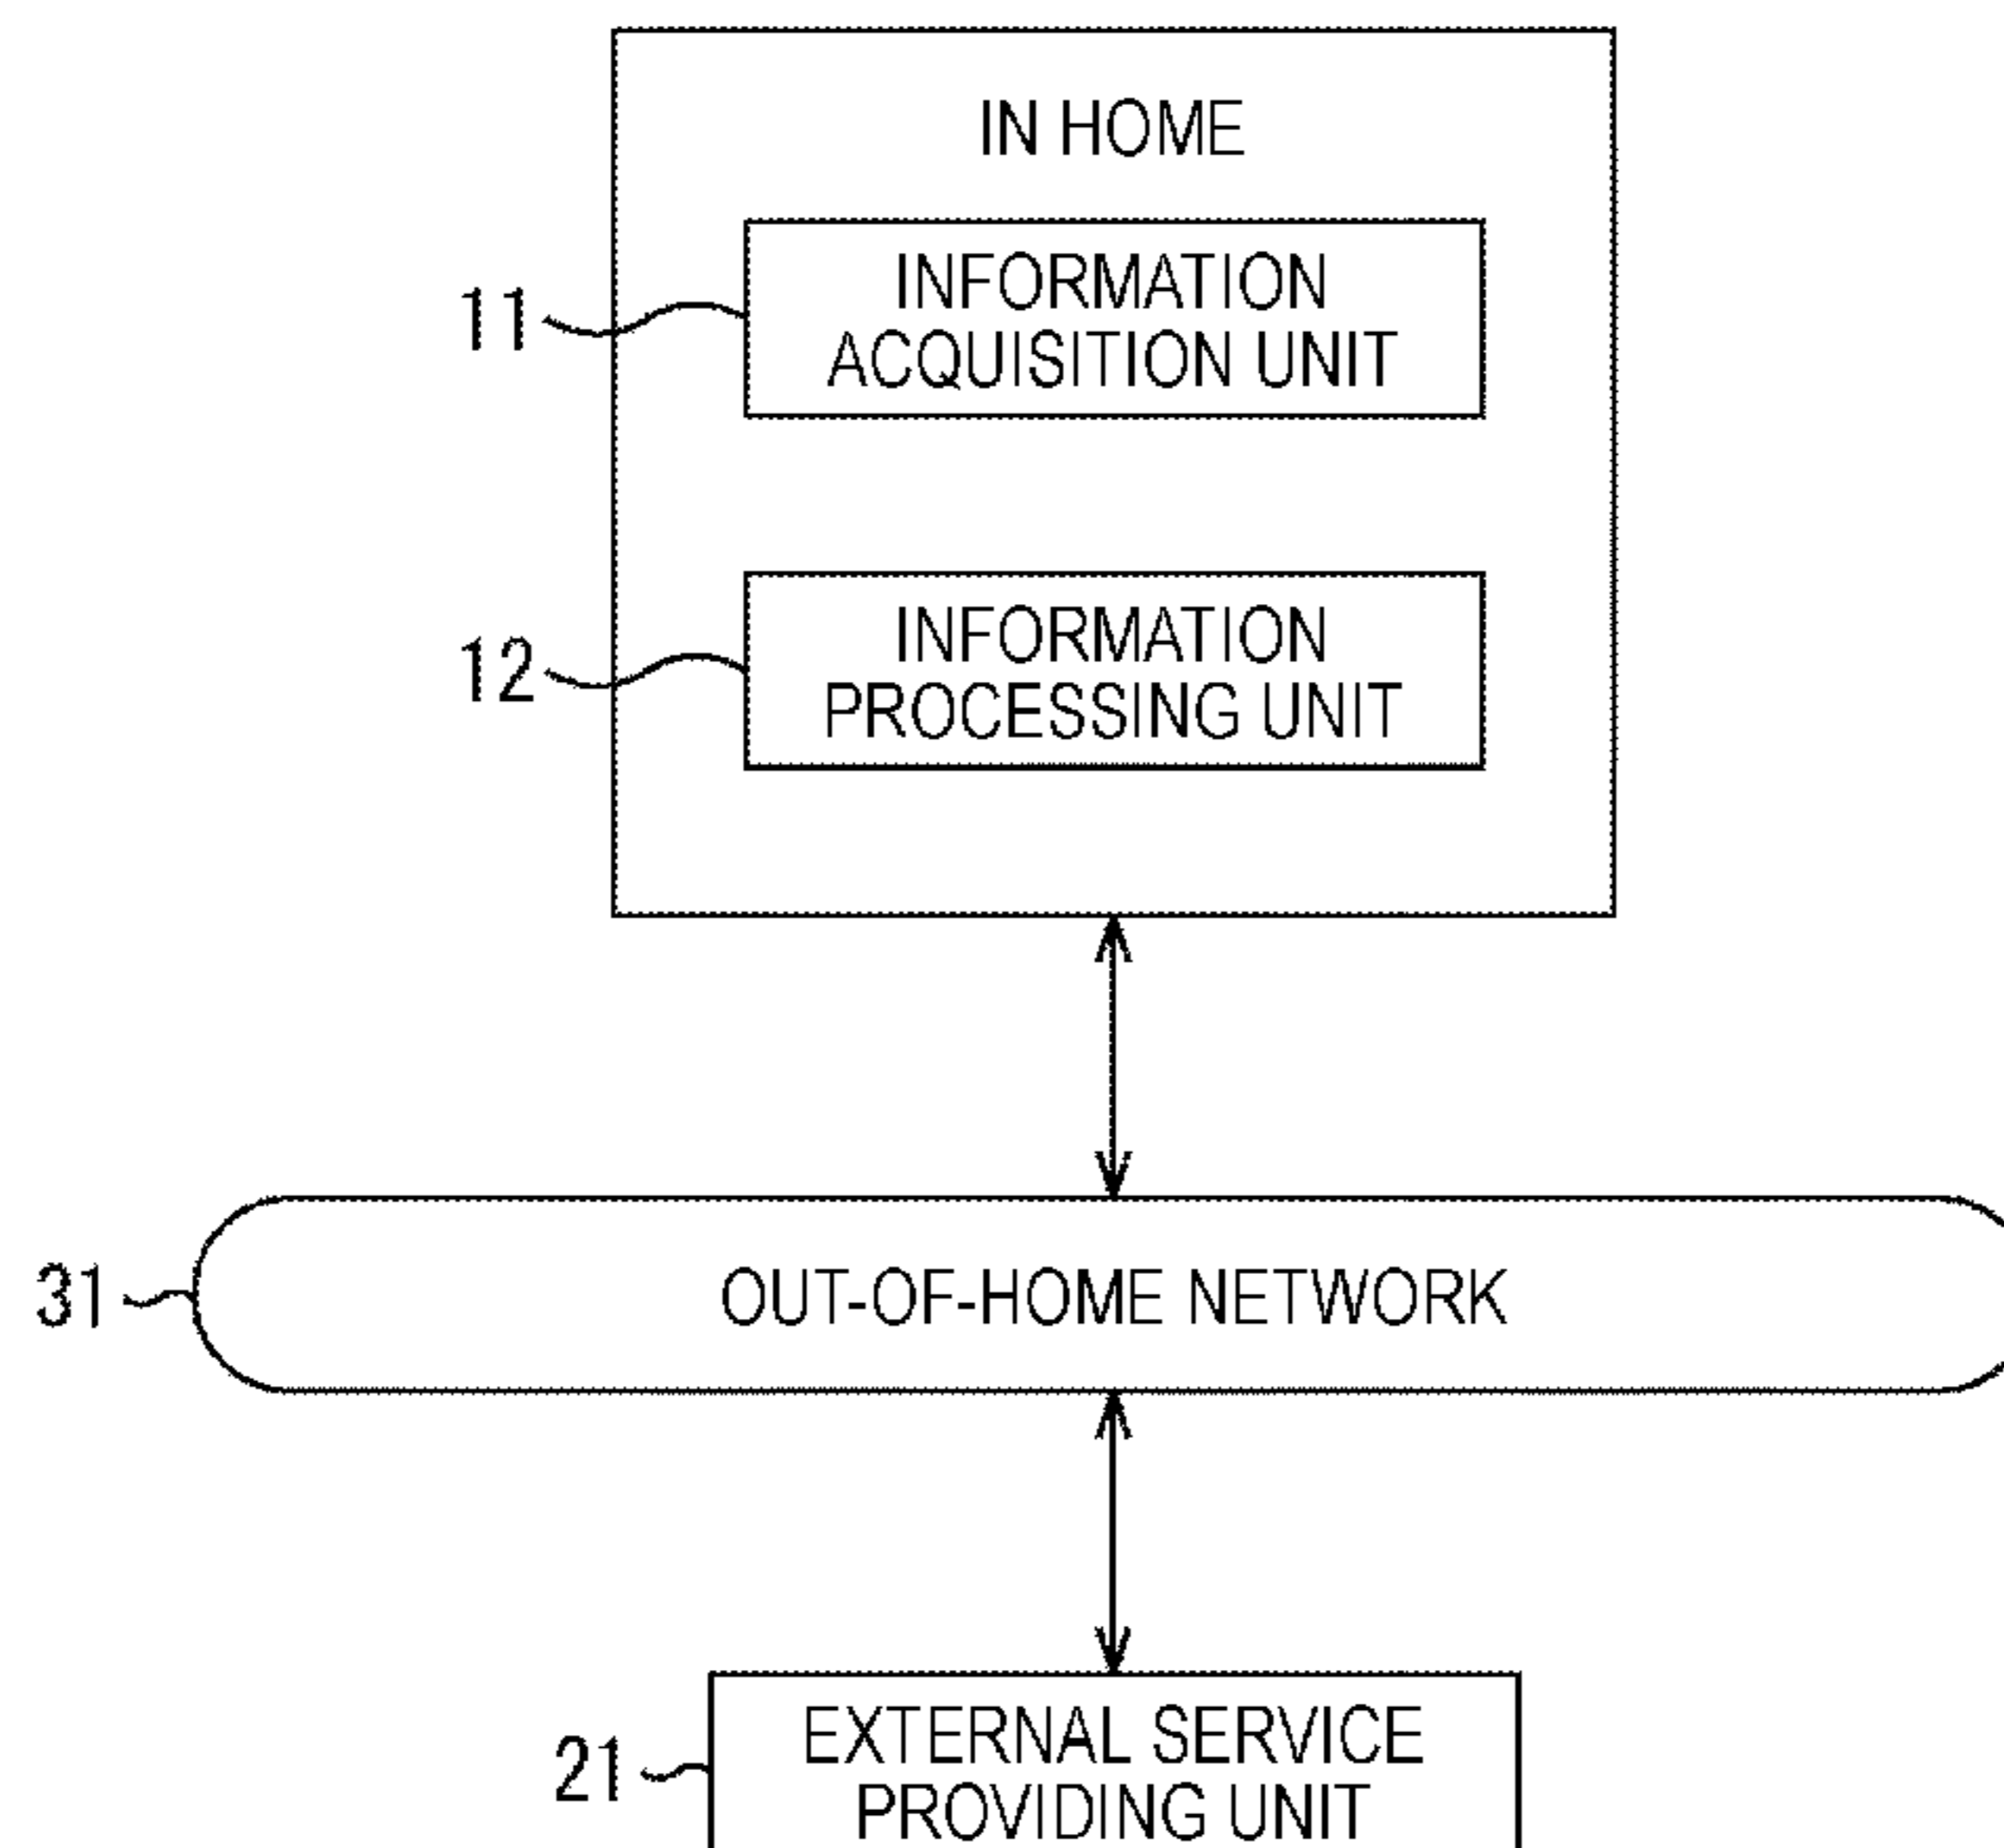 IN HOME
11
INFORMATION
ACQUISITION UNIT
12
INFORMATION
PROCESSING UNIT
31
OUT-OF-HOME NETWORK
21
EXTERNAL SERVICE
PROVIDING UNIT